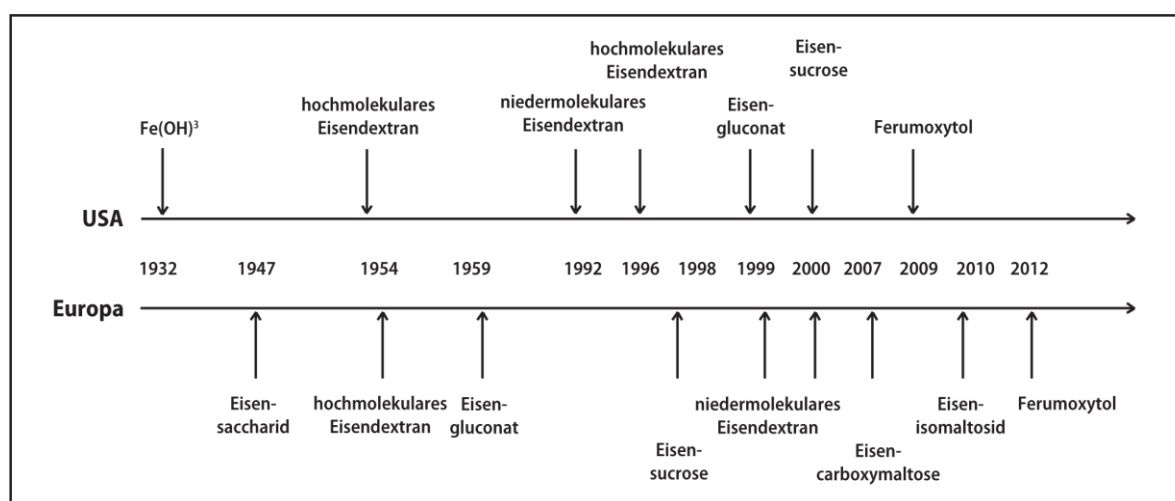 hochmolekulares
Eisendextran
Eisen-
sucrose
hochmolekulares
Eisendextran
niedermolekulares
Eisendextran
Eisen-
gluconat
Fe(OH)³
Ferumoxytol
USA
1932 1947 1954 1959 1992 1996 1998 1999 2000 2007 2009 2010 2012
Europa
Eisen-
saccharid
hochmolekulares
Eisendextran
Eisen-
gluconat
niedermolekulares
Eisendextran
Eisen-
isomaltosid
Ferumoxytol
Eisen-
sucrose
Eisen-
carboxymaltose